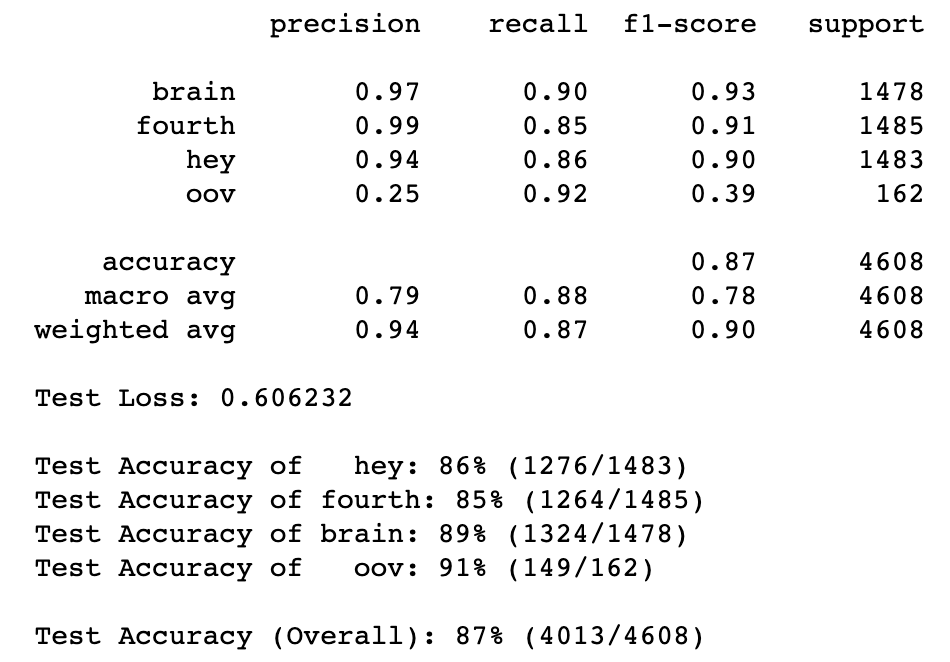 precision recall f1-score support
brain 0.97 0.90 0.93 1478
fourth 0.99 0.85 0.91 1485
hey 0.94 0.86 0.90 1483
oov 0.25 0.92 0.39 162
accuracy 0.87 4608
macro avg 0.79 0.88 0.78 4608
weighted avg 0.94 0.87 0.90 4608
Test Loss: 0.606232
Test Accuracy of hey: 86% (1276/1483)
Test Accuracy of fourth: 85% (1264/1485)
Test Accuracy of brain: 89% (1324/1478)
Test Accuracy of oov: 91% (149/162)
Test Accuracy (Overall): 87% (4013/4608)